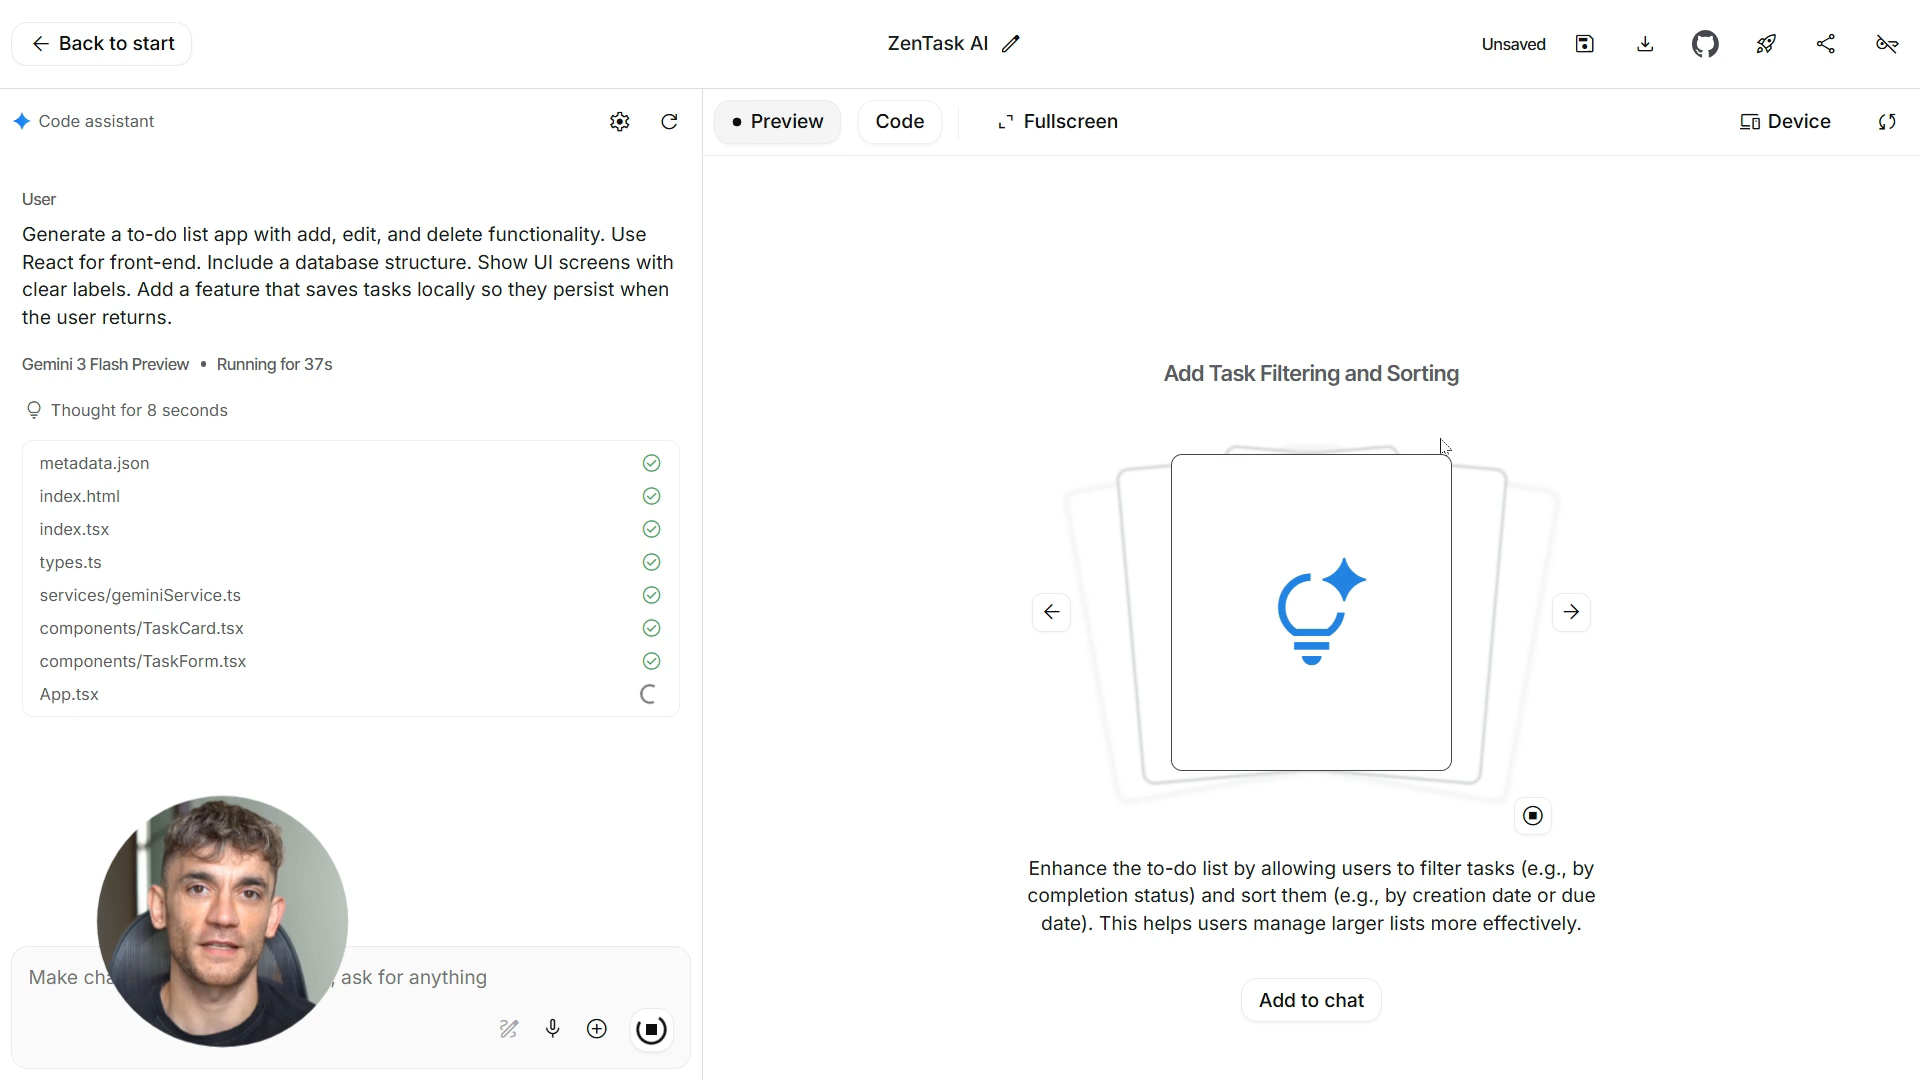 Back to start
ZenTask AI
Unsaved
Code assistant
Preview
Code
Fullscreen
Device
User
Generate a to-do list app with add, edit, and delete functionality. Use
React for front-end. Include a database structure. Show UI screens with
clear labels. Add a feature that saves tasks locally so they persist when
the user returns.
Gemini 3 Flash Preview • Running for 37s
Thought for 8 seconds
metadata.json
index.html
index.tsx
types.ts
services/geminiService.ts
components/TaskCard.tsx
components/TaskForm.tsx
App.tsx
Make
, ask for anything
Add Task Filtering and Sorting
Enhance the to-do list by allowing users to filter tasks (e.g., by
completion status) and sort them (e.g., by creation date or due
date). This helps users manage larger lists more effectively.
Add to chat